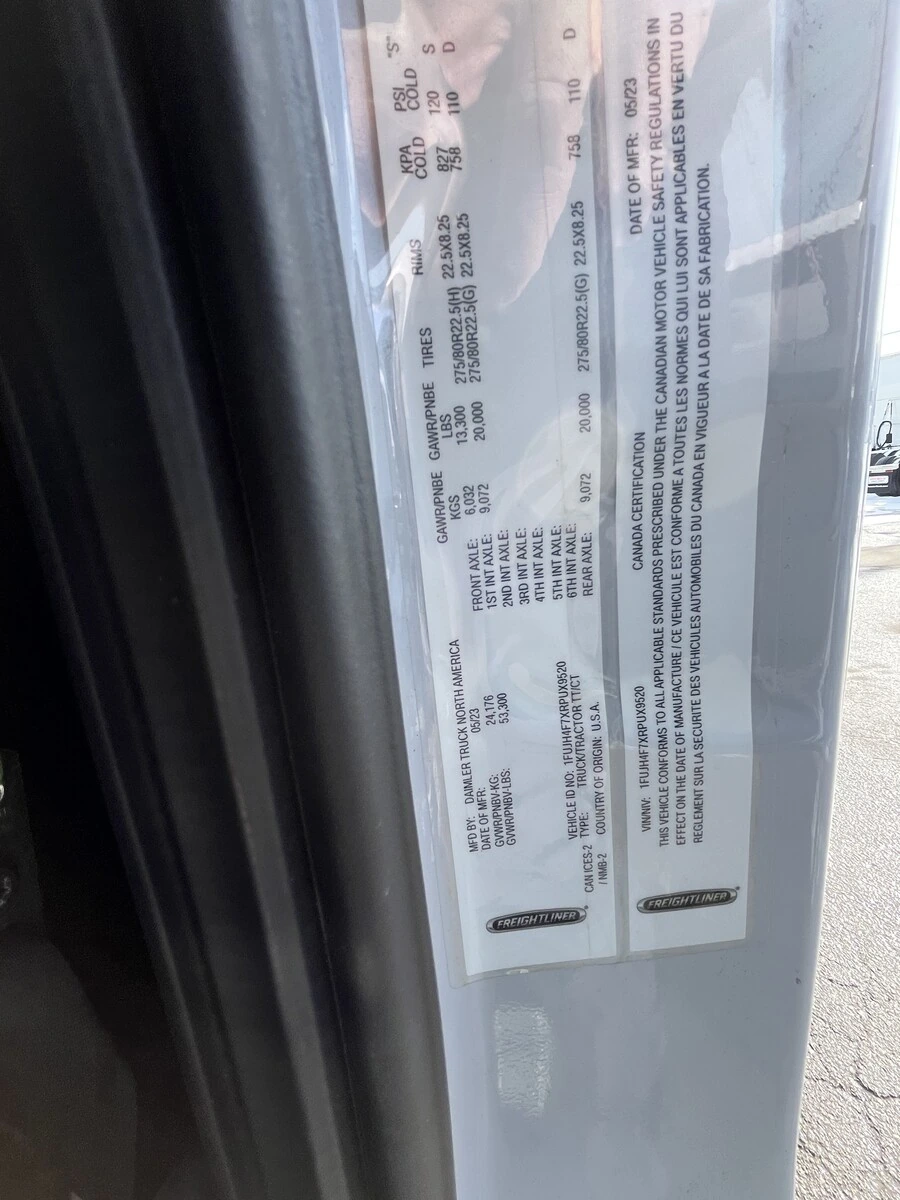 MFD BY: DAIMLER TRUCK NORTH AMERICA
DATE OF MFR: 05/23
GVWR/PNBV-KG: 24,176
GVWR/PNBV-LBS: 53,300
GAWR/PNBE KGS GAWR/PNBE LBS TIRES RIMS KPA COLD PSI COLD "S"
FRONT AXLE: 6,032 13,300 275/80R22.5(H) 22.5X8.25 827 120 S
1ST INT AXLE: 9,072 20,000 275/80R22.5(G) 22.5X8.25 758 110 D
2ND INT AXLE:
3RD INT AXLE:
4TH INT AXLE:
5TH INT AXLE:
6TH INT AXLE:
REAR AXLE: 9,072 20,000 275/80R22.5(G) 22.5X8.25 758 110 D
VEHICLE ID NO: 1FUJH4F7XRPUX9520
CAN ICES-2 TYPE: TRUCK/TRACTOR TT/CT
/ NMB-2 COUNTRY OF ORIGIN: U.S.A.
FREIGHTLINER
CANADA CERTIFICATION
VIN/NIV: 1FUJH4F7XRPUX9520 DATE OF MFR: 05/23
THIS VEHICLE CONFORMS TO ALL APPLICABLE STANDARDS PRESCRIBED UNDER THE CANADIAN MOTOR VEHICLE SAFETY REGULATIONS IN
EFFECT ON THE DATE OF MANUFACTURE / CE VEHICULE EST CONFORME A TOUTES LES NORMES QUI LUI SONT APPLICABLES EN VERTU DU
REGLEMENT SUR LA SECURITE DES VEHICULES AUTOMOBILES DU CANADA EN VIGUEUR A LA DATE DE SA FABRICATION.
FREIGHTLINER